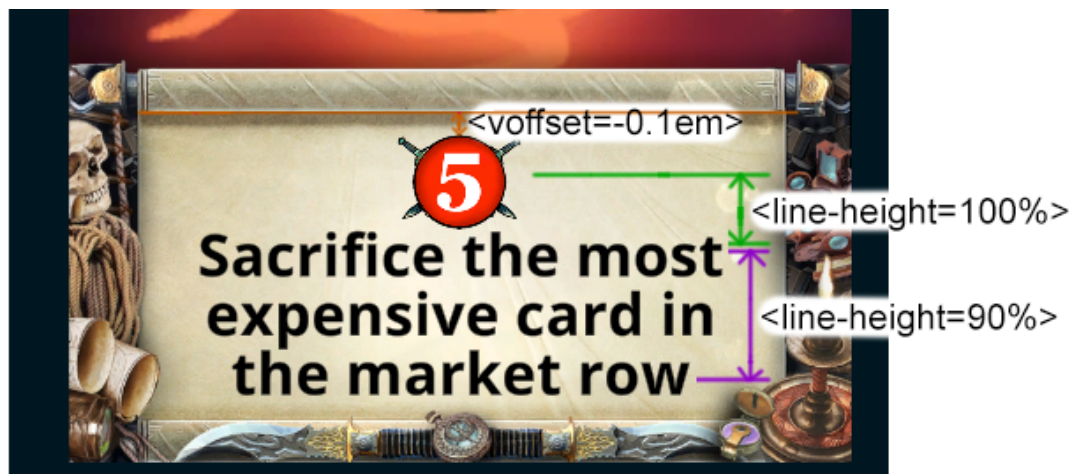 <voffset=-0.1em>
5
<line-height=100%>
Sacrifice the most
expensive card in
<line-height=90%>
the market row